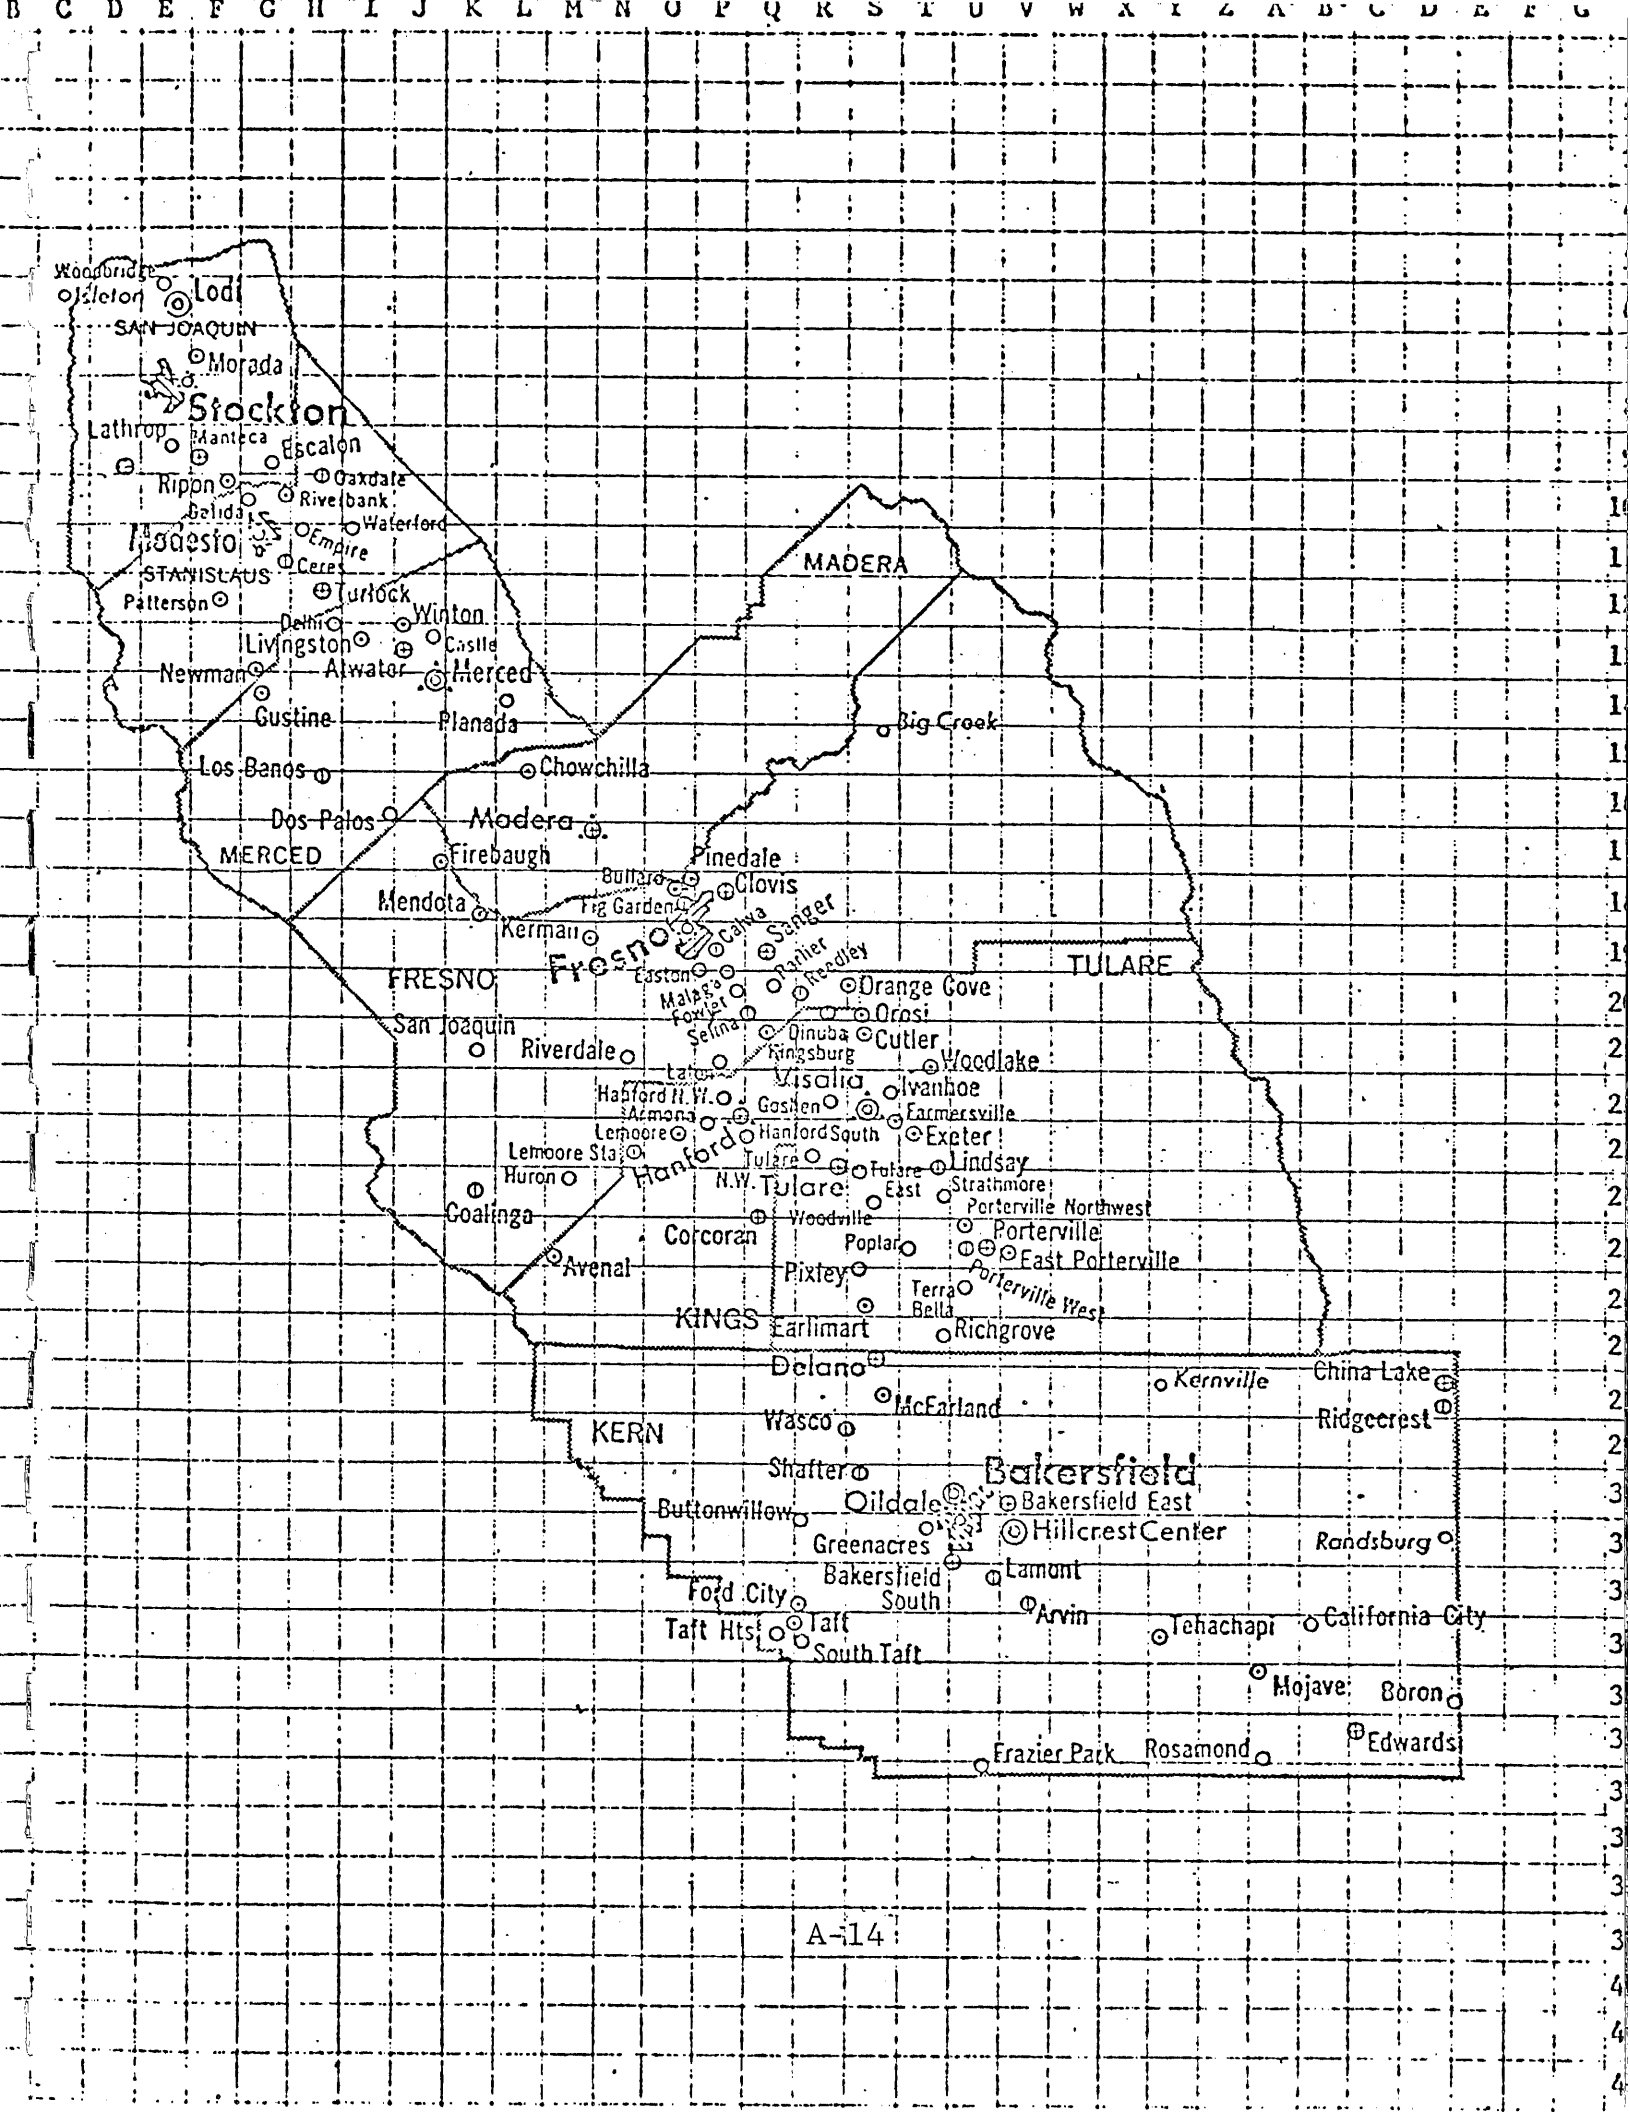 B C D E F G H I J K L M N O P Q R S T U V W X Y Z A B C D E F G
Woodbridge
Isleton
Lodi
SAN JOAQUIN
Morada
Stockton
Lathrop
Manteca
Escalon
Ripon
Oaxdale
Riverbank
Salida
Waterford
Modesto
Empire
Ceres
STANISLAUS
MADERA
Patterson
Turlock
Delhi
Winton
Livingston
Castle
Newman
Atwater
Merced
Gustine
Planada
Big Creek
Los Banos
Chowchilla
Dos Palos
Madera
MERCED
Firebaugh
Pinedale
Bullard
Clovis
Mendota
Fig Garden
Calwa
Sanger
Kerman
Fresno
Parlier
Reedley
TULARE
FRESNO
Easton
Malaga
Orange Cove
Fowler
San Joaquin
Selma
Dinuba
Orosi
Cutler
Riverdale
Kingsburg
Woodlake
Visalia
Ivanhoe
Hanford N.W.
Goshen
Armona
Farmersville
Lemoore
Hanford South
Exeter
Lemoore Sta
Hanford
Tulare
N.W.
Tulare
East
Lindsay
Huron
Tulare
Strathmore
Coalinga
Woodville
Porterville Northwest
Corcoran
Poplar
Porterville
Avenal
East Porterville
Pixley
Terra
Bella
Porterville West
KINGS
Earlimart
Richgrove
Delano
Kernville
China Lake
McFarland
Ridgecrest
KERN
Wasco
Shafter
Bakersfield
Oildale
Bakersfield East
Buttonwillow
Hillcrest Center
Greenacres
Randsburg
Bakersfield
South
Lamont
Ford City
Arvin
Taft Hts
Taft
Tehachapi
California City
South Taft
Mojave
Boron
Edwards
Frazier Park
Rosamond
A-14